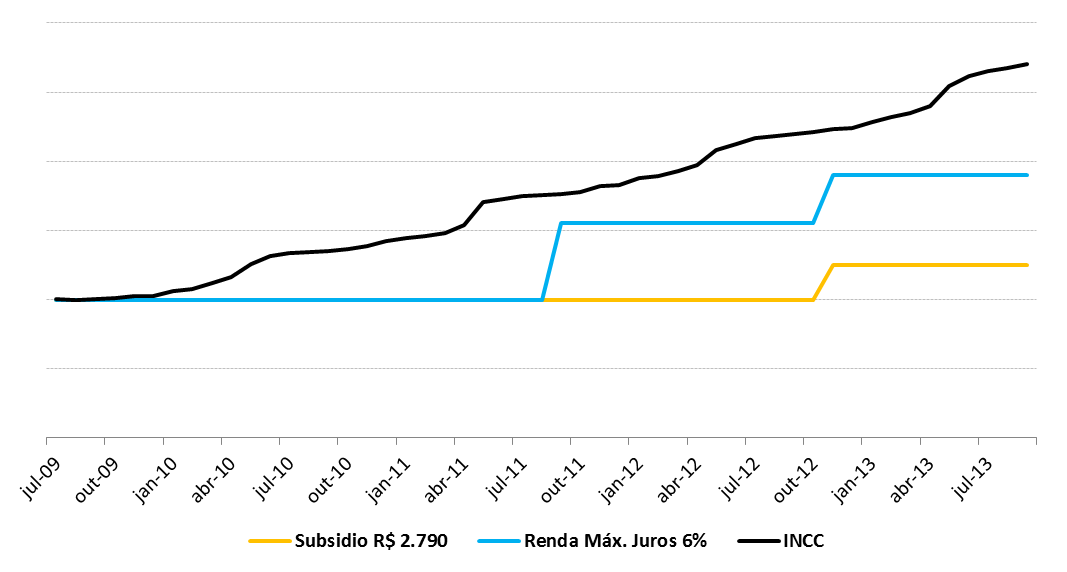 jul-09 out-09 jan-10 abr-10 jul-10 out-10 jan-11 abr-11 jul-11 out-11 jan-12 abr-12 jul-12 out-12 jan-13 abr-13 jul-13
Subsidio R$ 2.790 Renda Máx. Juros 6% INCC